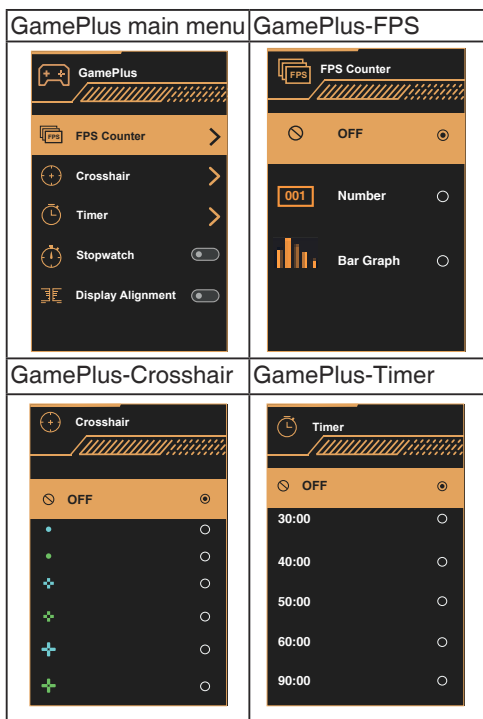 GamePlus main menu
GamePlus
FPS
FPS Counter
Crosshair
Timer
Stopwatch
Display Alignment
GamePlus-FPS
FPS
FPS Counter
OFF
001
Number
Bar Graph
GamePlus-Crosshair
Crosshair
OFF
GamePlus-Timer
Timer
OFF
30:00
40:00
50:00
60:00
90:00